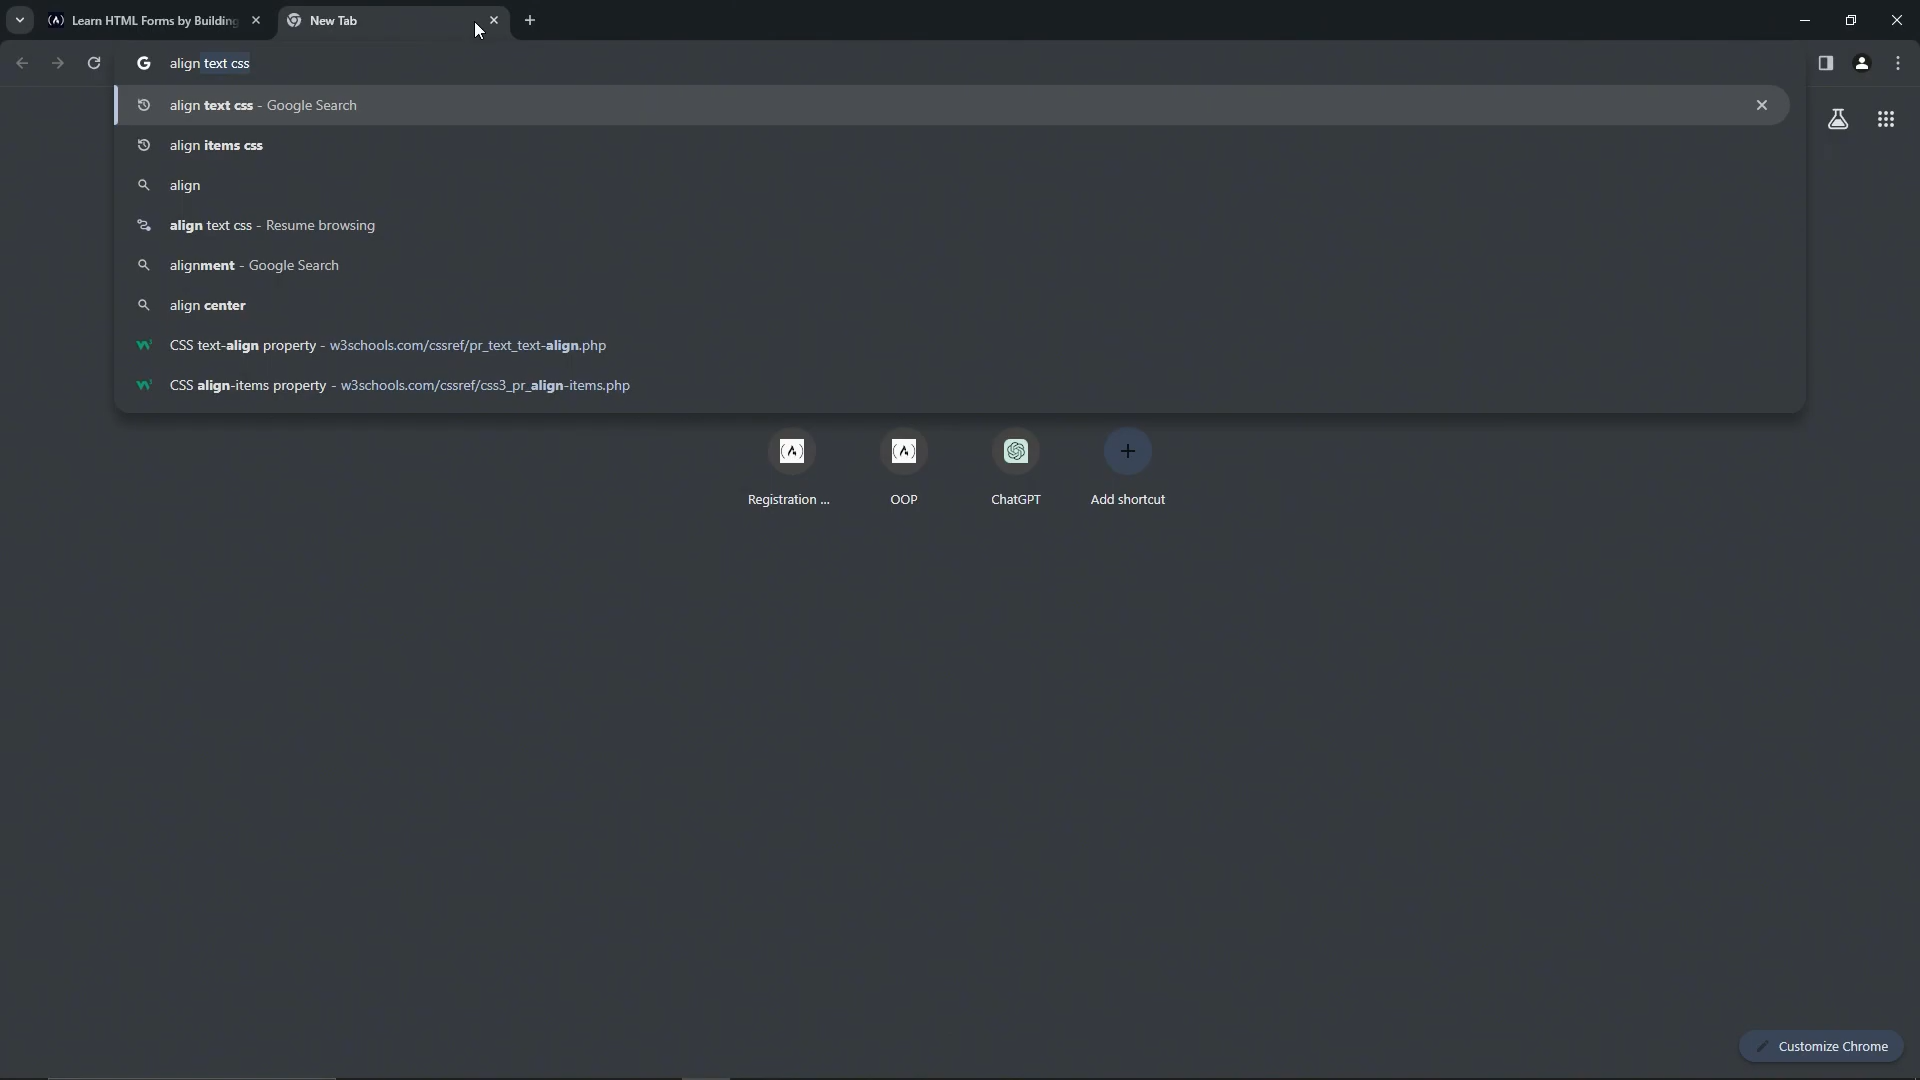 Learn HTML Forms by Building
New Tab
align text css
align text css - Google Search
align items css
align
align text css - Resume browsing
alignment - Google Search
align center
CSS text-align property - w3schools.com/cssref/pr_text_text-align.php
CSS align-items property - w3schools.com/cssref/css3_pr_align-items.php
Registration ...
OOP
ChatGPT
Add shortcut
Customize Chrome